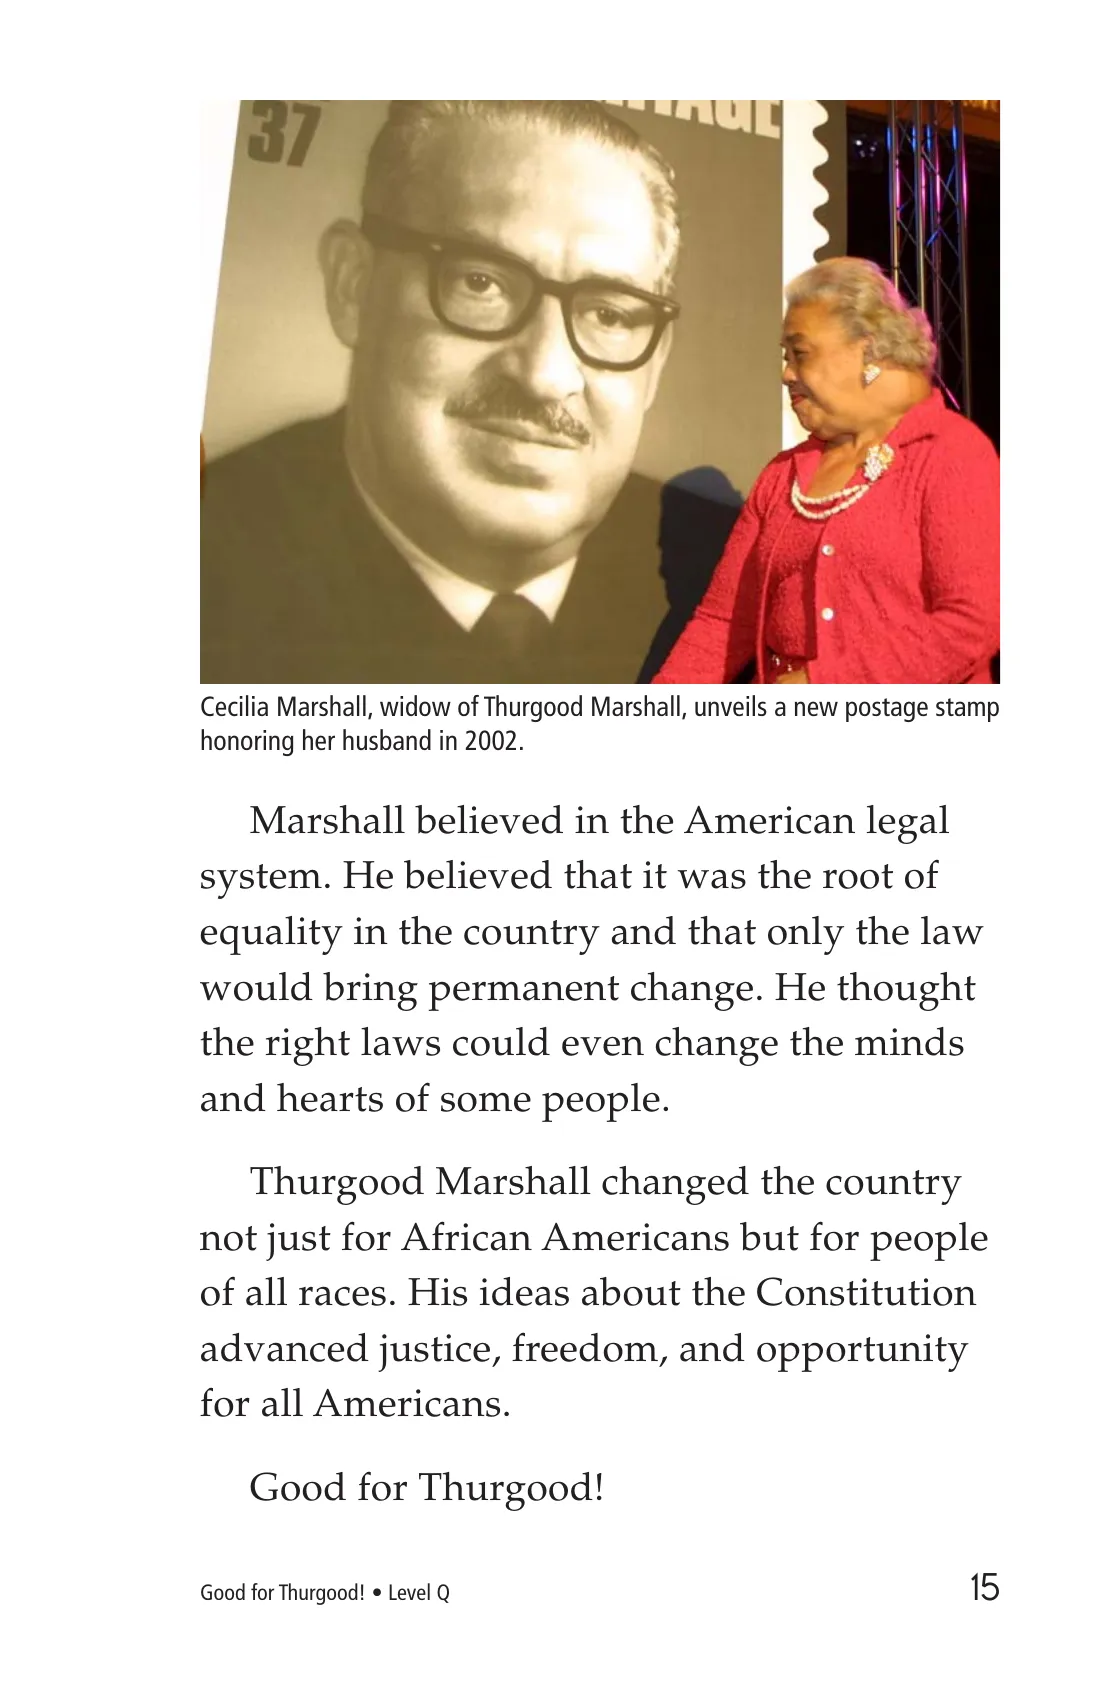 37
Cecilia Marshall, widow of Thurgood Marshall, unveils a new postage stamp
honoring her husband in 2002.
Marshall believed in the American legal
system. He believed that it was the root of
equality in the country and that only the law
would bring permanent change. He thought
the right laws could even change the minds
and hearts of some people.
Thurgood Marshall changed the country
not just for African Americans but for people
of all races. His ideas about the Constitution
advanced justice, freedom, and opportunity
for all Americans.
Good for Thurgood!
Good for Thurgood! • Level Q
15